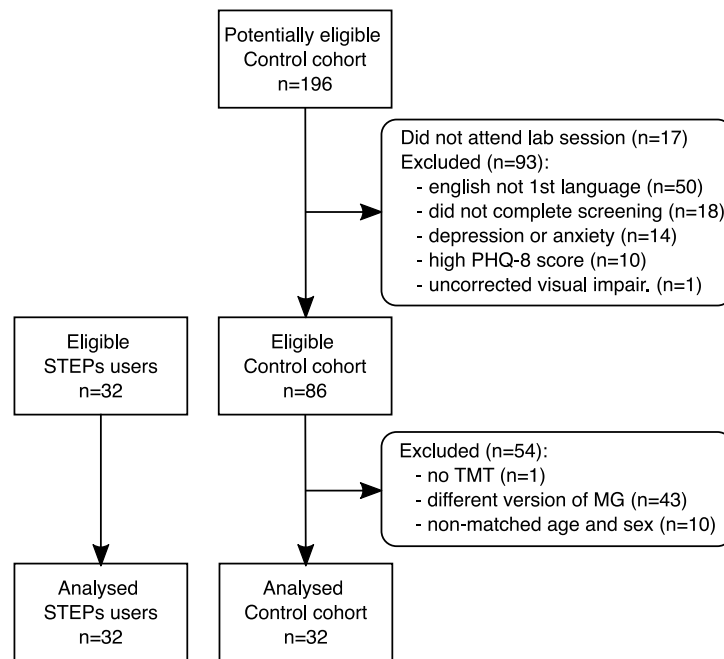 Potentially eligible
Control cohort
n=196
Did not attend lab session (n=17)
Excluded (n=93):
- english not 1st language (n=50)
- did not complete screening (n=18)
- depression or anxiety (n=14)
- high PHQ-8 score (n=10)
- uncorrected visual impair. (n=1)
Eligible
STEPs users
n=32
Eligible
Control cohort
n=86
Excluded (n=54):
- no TMT (n=1)
- different version of MG (n=43)
- non-matched age and sex (n=10)
Analysed
STEPs users
n=32
Analysed
Control cohort
n=32